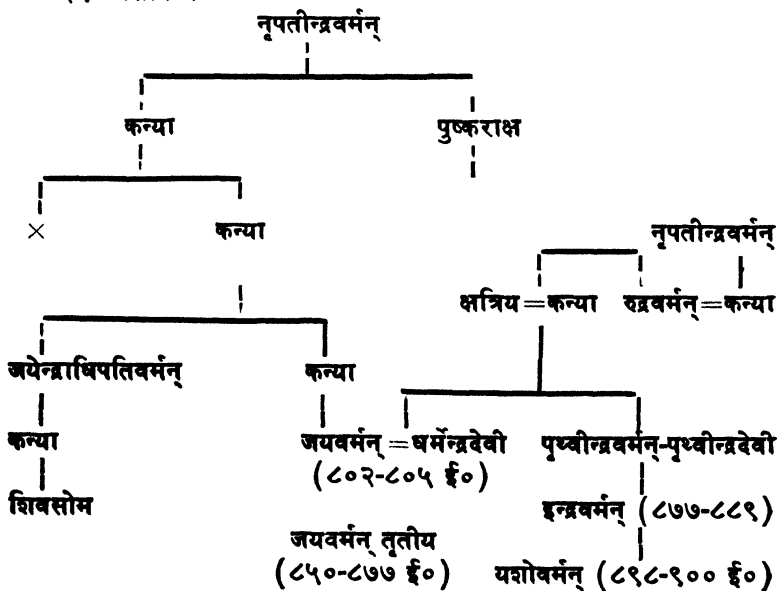 नृपतीन्द्रवर्मन्
कन्या पुष्कराक्ष
× कन्या नृपतीन्द्रवर्मन्
क्षत्रिय=कन्या रुद्रवर्मन्=कन्या
जयेन्द्राधिपतिवर्मन् कन्या
कन्या जयवर्मन्=धर्मेन्द्रदेवी पृथ्वीन्द्रवर्मन्-पृथ्वीन्द्रदेवी
(८०२-८०५ ई०)
शिवसोम इन्द्रवर्मन् (८७७-८८९)
जयवर्मन् तृतीय
(८५०-८७७ ई०) यशोवर्मन् (८९८-९०० ई०)